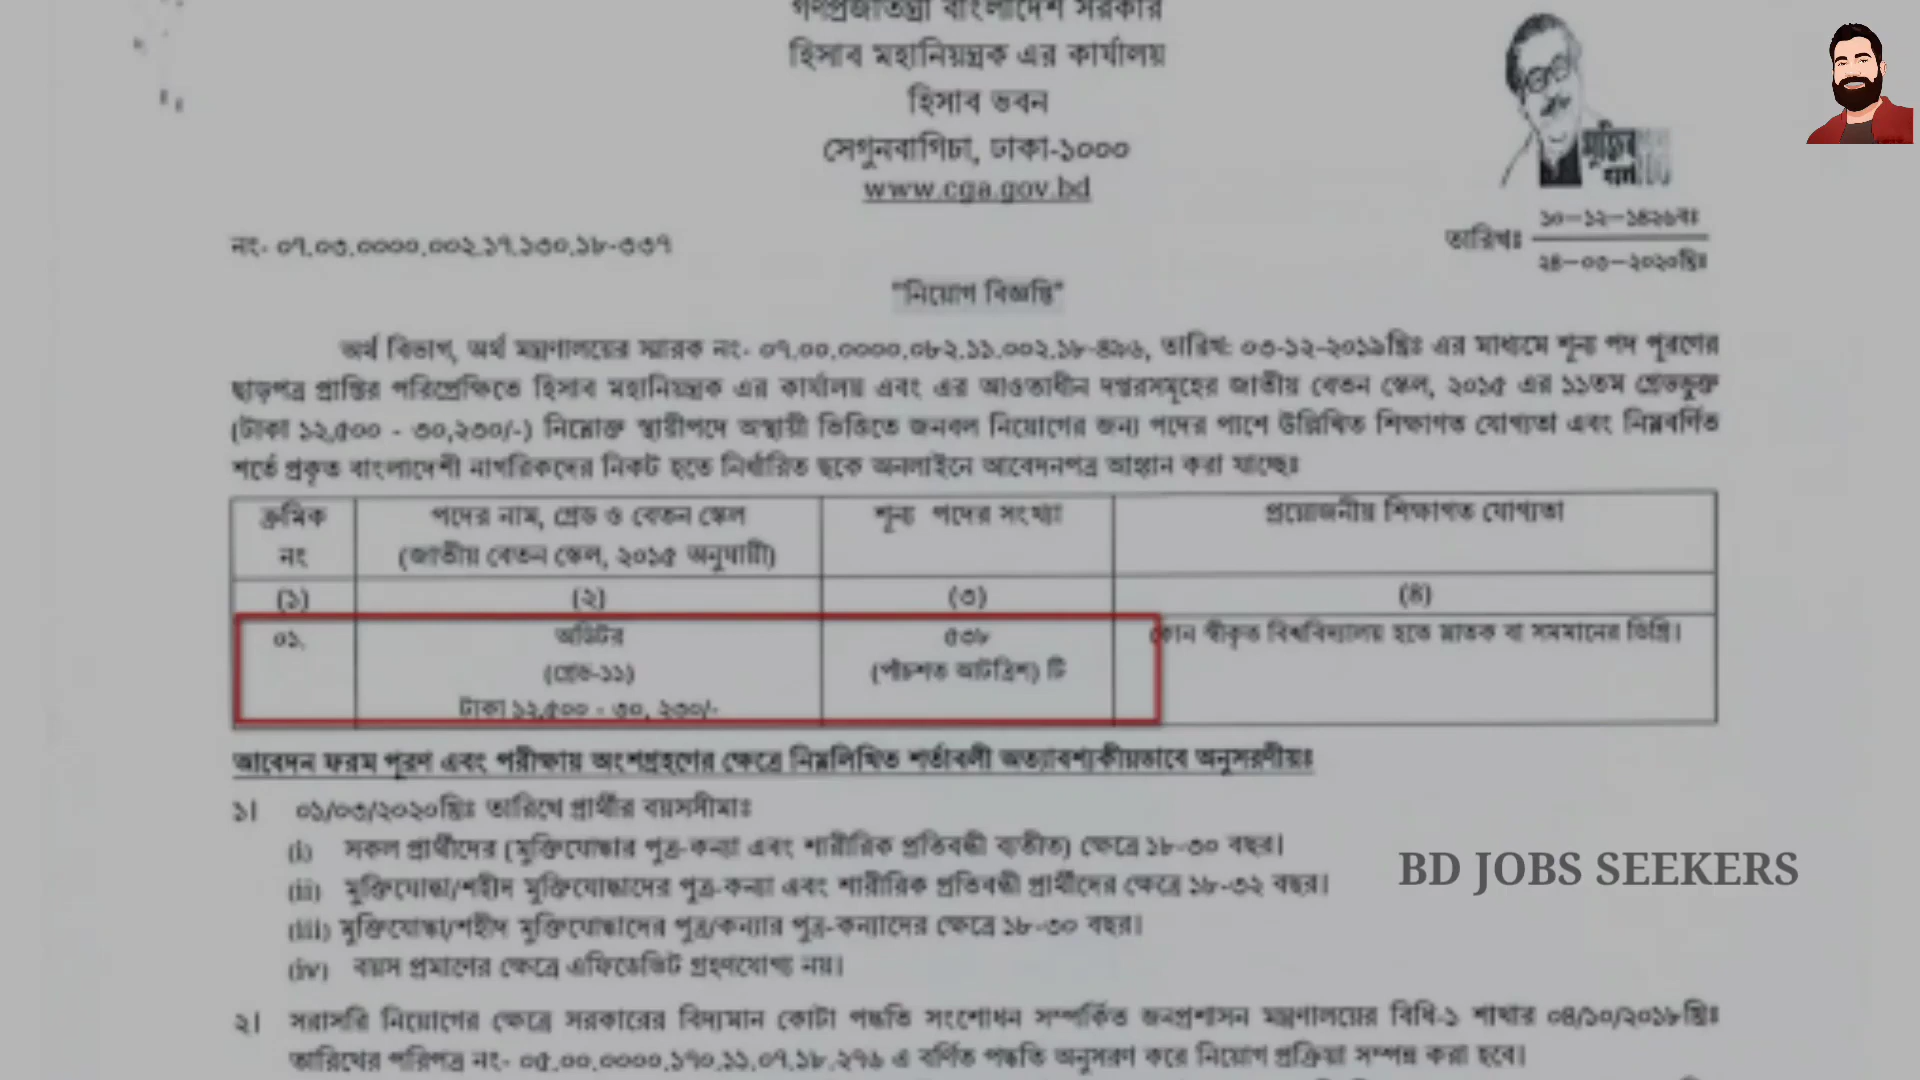 গণপ্রজাতন্ত্রী বাংলাদেশ সরকার
হিসাব মহানিয়ন্ত্রক এর কার্যালয়
হিসাব ভবন
সেগুনবাগিচা, ঢাকা-১০০০
www.cga.gov.bd
মুজিব
নং- ০৭.০৩.০০০০.০০২.১৭.১৩০.১৮-৩৩৭
তারিখঃ ১০-১২-১৪২৬বঃ
২৪-০৩-২০২০খ্রিঃ
"নিয়োগ বিজ্ঞপ্তি"
অর্থ বিভাগ, অর্থ মন্ত্রণালয়ের স্মারক নং- ০৭.০০.০০০০.০৮২.১১.০০২.১৮-৪৯৬, তারিখ: ০৩-১২-২০১৯খ্রিঃ এর মাধ্যমে শূন্য পদ পূরণের
ছাড়পত্র প্রাপ্তির পরিপ্রেক্ষিতে হিসাব মহানিয়ন্ত্রক এর কার্যালয় এবং এর আওতাধীন দপ্তরসমূহের জাতীয় বেতন স্কেল, ২০১৫ এর ১১তম গ্রেডভুক্ত
(টাকা ১২,৫০০ - ৩০,২৩০/-) নিম্নোক্ত স্থায়ীপদে অস্থায়ী ভিত্তিতে জনবল নিয়োগের জন্য পদের পাশে উল্লিখিত শিক্ষাগত যোগ্যতা এবং নিম্নবর্ণিত
শর্তে প্রকৃত বাংলাদেশী নাগরিকদের নিকট হতে নির্ধারিত ছকে অনলাইনে আবেদনপত্র আহ্বান করা যাচ্ছেঃ
ক্রমিক নং
পদের নাম, গ্রেড ও বেতন স্কেল
(জাতীয় বেতন স্কেল, ২০১৫ অনুযায়ী)
শূন্য পদের সংখ্যা
প্রয়োজনীয় শিক্ষাগত যোগ্যতা
(১) (২) (৩) (৪)
০১.
অডিটর
(গ্রেড-১১)
টাকা ১২,৫০০ - ৩০, ২৩০/-
৫৩৮
(পাঁচশত আটত্রিশ) টি
কোন স্বীকৃত বিশ্ববিদ্যালয় হতে স্নাতক বা সমমানের ডিগ্রি।
আবেদন ফরম পূরণ এবং পরীক্ষায় অংশগ্রহণের ক্ষেত্রে নিম্নলিখিত শর্তাবলী অত্যাবশ্যকীয়ভাবে অনুসরণীয়ঃ
১। ০১/০৩/২০২০খ্রিঃ তারিখে প্রার্থীর বয়সসীমাঃ
(i) সকল প্রার্থীদের (মুক্তিযোদ্ধার পুত্র-কন্যা এবং শারীরিক প্রতিবন্ধী ব্যতীত) ক্ষেত্রে ১৮-৩০ বছর।
(ii) মুক্তিযোদ্ধা/শহীদ মুক্তিযোদ্ধাদের পুত্র-কন্যা এবং শারীরিক প্রতিবন্ধী প্রার্থীদের ক্ষেত্রে ১৮-৩২ বছর।
(iii) মুক্তিযোদ্ধা/শহীদ মুক্তিযোদ্ধাদের পুত্র/কন্যার পুত্র-কন্যাদের ক্ষেত্রে ১৮-৩০ বছর।
(iv) বয়স প্রমাণের ক্ষেত্রে এফিডেভিট গ্রহণযোগ্য নয়।
BD JOBS SEEKERS
২। সরাসরি নিয়োগের ক্ষেত্রে সরকারের বিদ্যমান কোটা পদ্ধতি সংশোধন সম্পর্কিত জনপ্রশাসন মন্ত্রণালয়ের বিধি-১ শাখার ০৪/১০/২০১৮খ্রিঃ
তারিখের পরিপত্র নং- ০৫.০০.০০০০.১৭০.১১.০৭.১৮.২৭৬ এ বর্ণিত পদ্ধতি অনুসরণ করে নিয়োগ প্রক্রিয়া সম্পন্ন করা হবে।